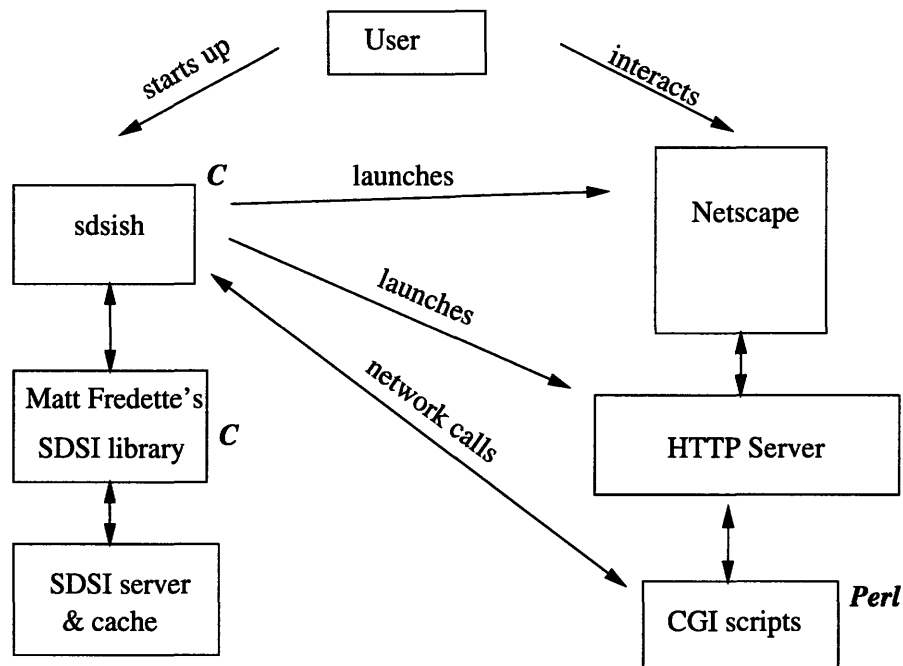 User
starts up
interacts
C
launches
sdsish
Netscape
launches
network calls
Matt Fredette's
SDSI library
C
HTTP Server
SDSI server
& cache
CGI scripts
Perl